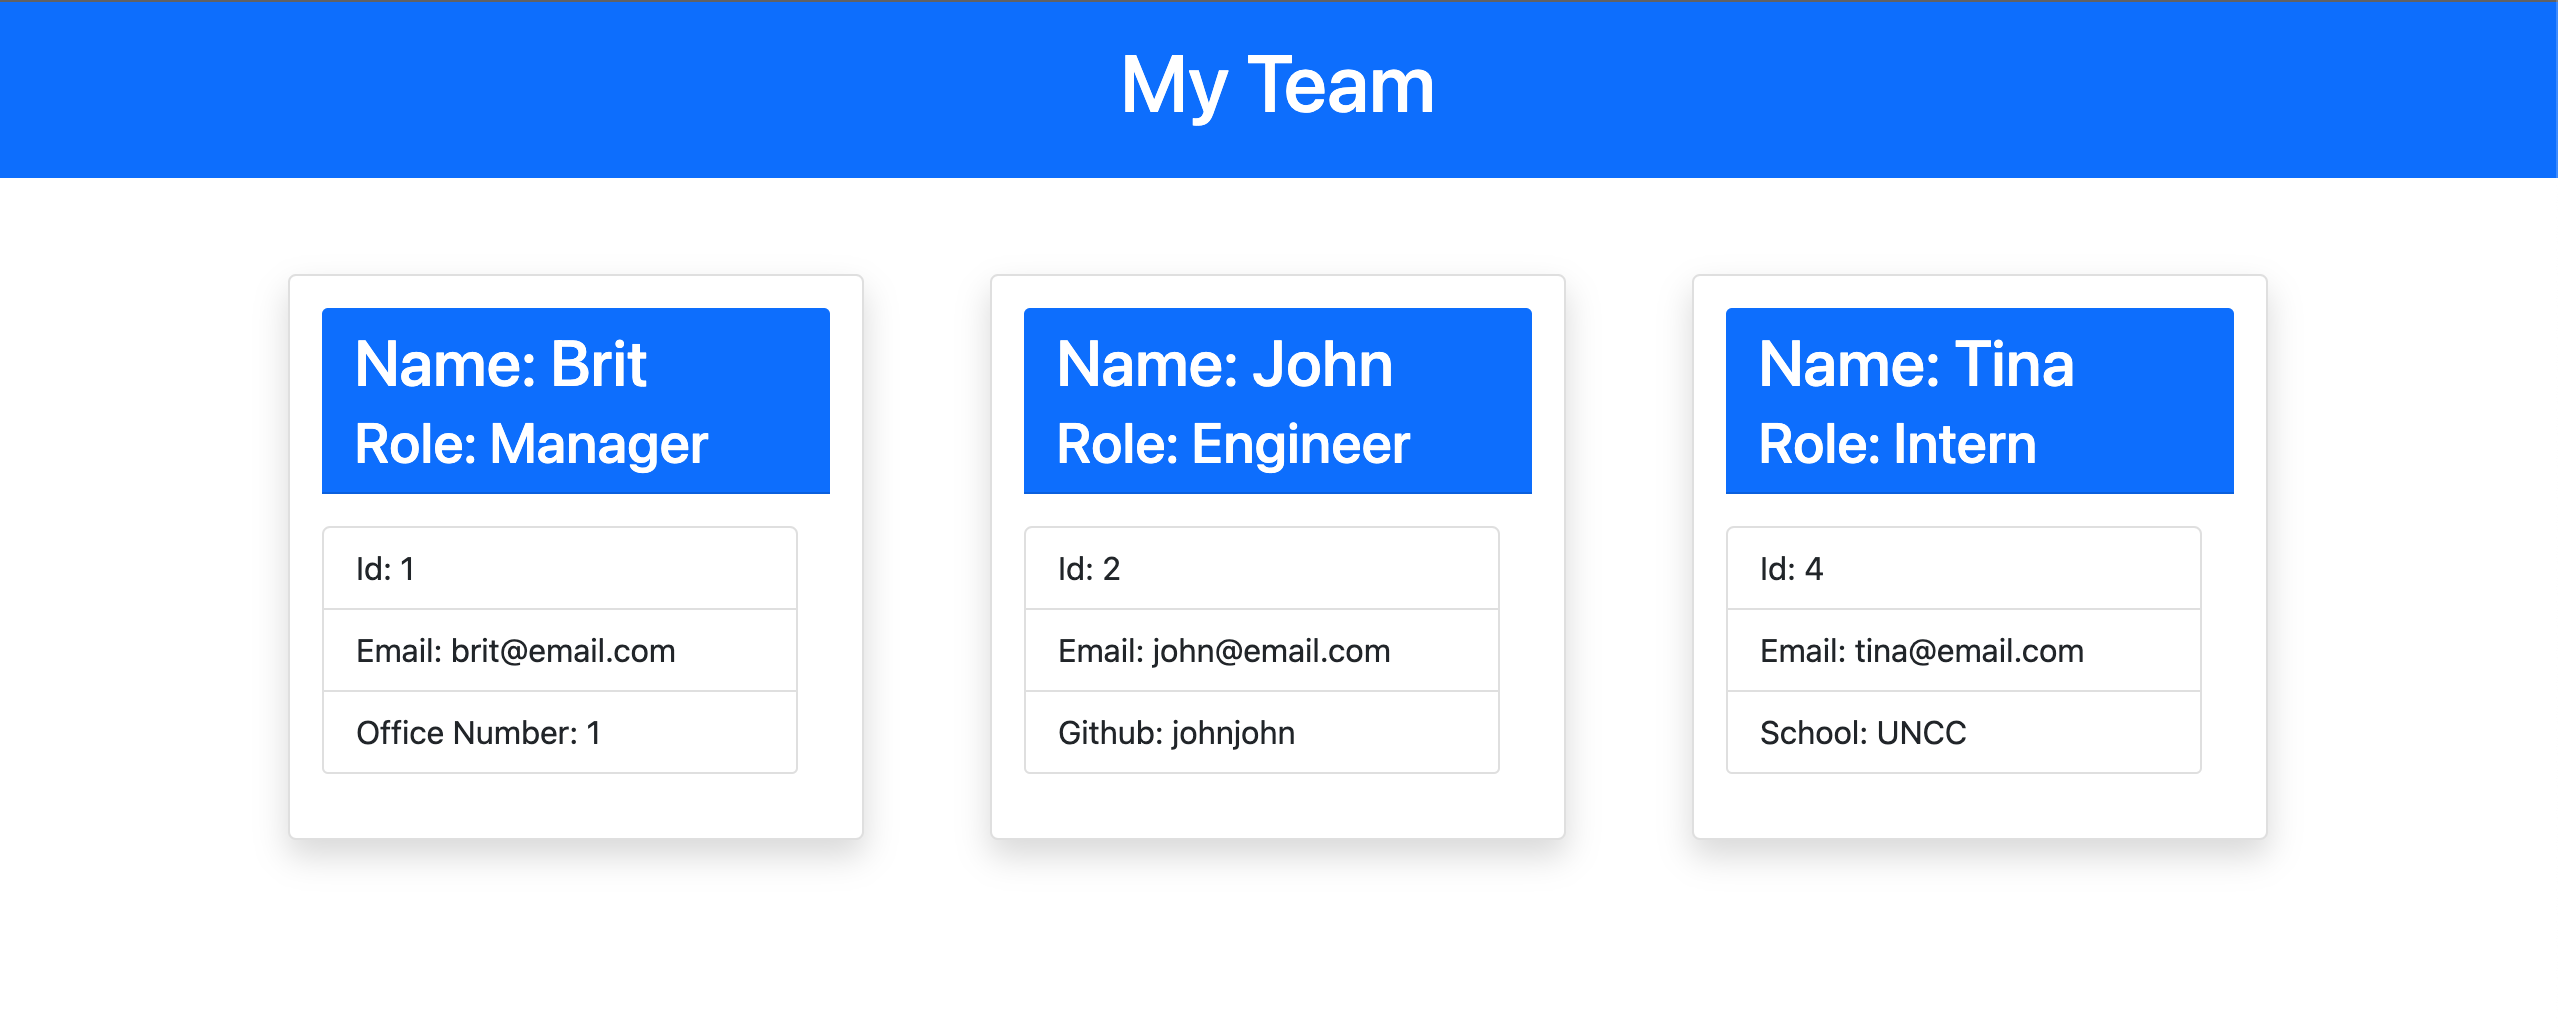 My Team
Name: Brit
Role: Manager
Id: 1
Email: brit@email.com
Office Number: 1
Name: John
Role: Engineer
Id: 2
Email: john@email.com
Github: johnjohn
Name: Tina
Role: Intern
Id: 4
Email: tina@email.com
School: UNCC